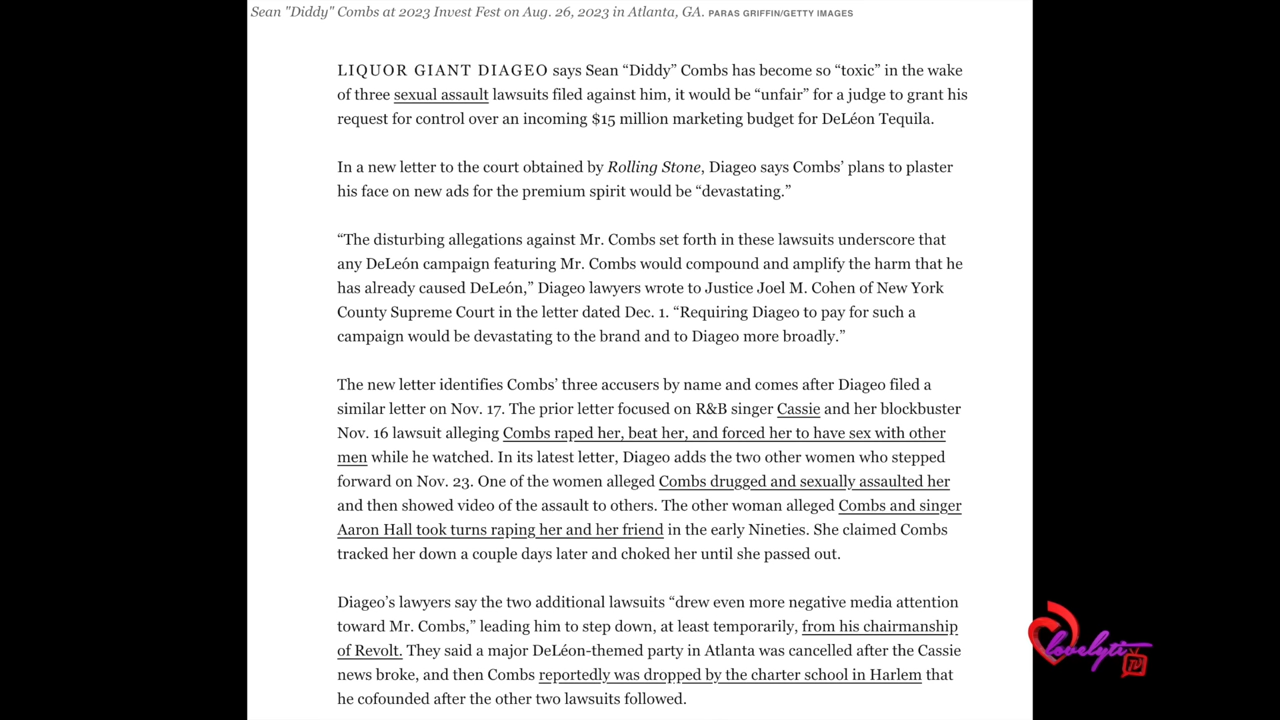 Sean "Diddy" Combs at 2023 Invest Fest on Aug. 26, 2023 in Atlanta, GA. PARAS GRIFFIN/GETTY IMAGES
LIQUOR GIANT DIAGEO says Sean “Diddy” Combs has become so “toxic” in the wake
of three sexual assault lawsuits filed against him, it would be “unfair” for a judge to grant his
request for control over an incoming $15 million marketing budget for DeLéon Tequila.
In a new letter to the court obtained by Rolling Stone, Diageo says Combs’ plans to plaster
his face on new ads for the premium spirit would be “devastating.”
“The disturbing allegations against Mr. Combs set forth in these lawsuits underscore that
any DeLeón campaign featuring Mr. Combs would compound and amplify the harm that he
has already caused DeLeón,” Diageo lawyers wrote to Justice Joel M. Cohen of New York
County Supreme Court in the letter dated Dec. 1. “Requiring Diageo to pay for such a
campaign would be devastating to the brand and to Diageo more broadly.”
The new letter identifies Combs’ three accusers by name and comes after Diageo filed a
similar letter on Nov. 17. The prior letter focused on R&B singer Cassie and her blockbuster
Nov. 16 lawsuit alleging Combs raped her, beat her, and forced her to have sex with other
men while he watched. In its latest letter, Diageo adds the two other women who stepped
forward on Nov. 23. One of the women alleged Combs drugged and sexually assaulted her
and then showed video of the assault to others. The other woman alleged Combs and singer
Aaron Hall took turns raping her and her friend in the early Nineties. She claimed Combs
tracked her down a couple days later and choked her until she passed out.
Diageo’s lawyers say the two additional lawsuits “drew even more negative media attention
toward Mr. Combs,” leading him to step down, at least temporarily, from his chairmanship
of Revolt. They said a major DeLéon-themed party in Atlanta was cancelled after the Cassie
news broke, and then Combs reportedly was dropped by the charter school in Harlem that
he cofounded after the other two lawsuits followed.
lovelyti
TV